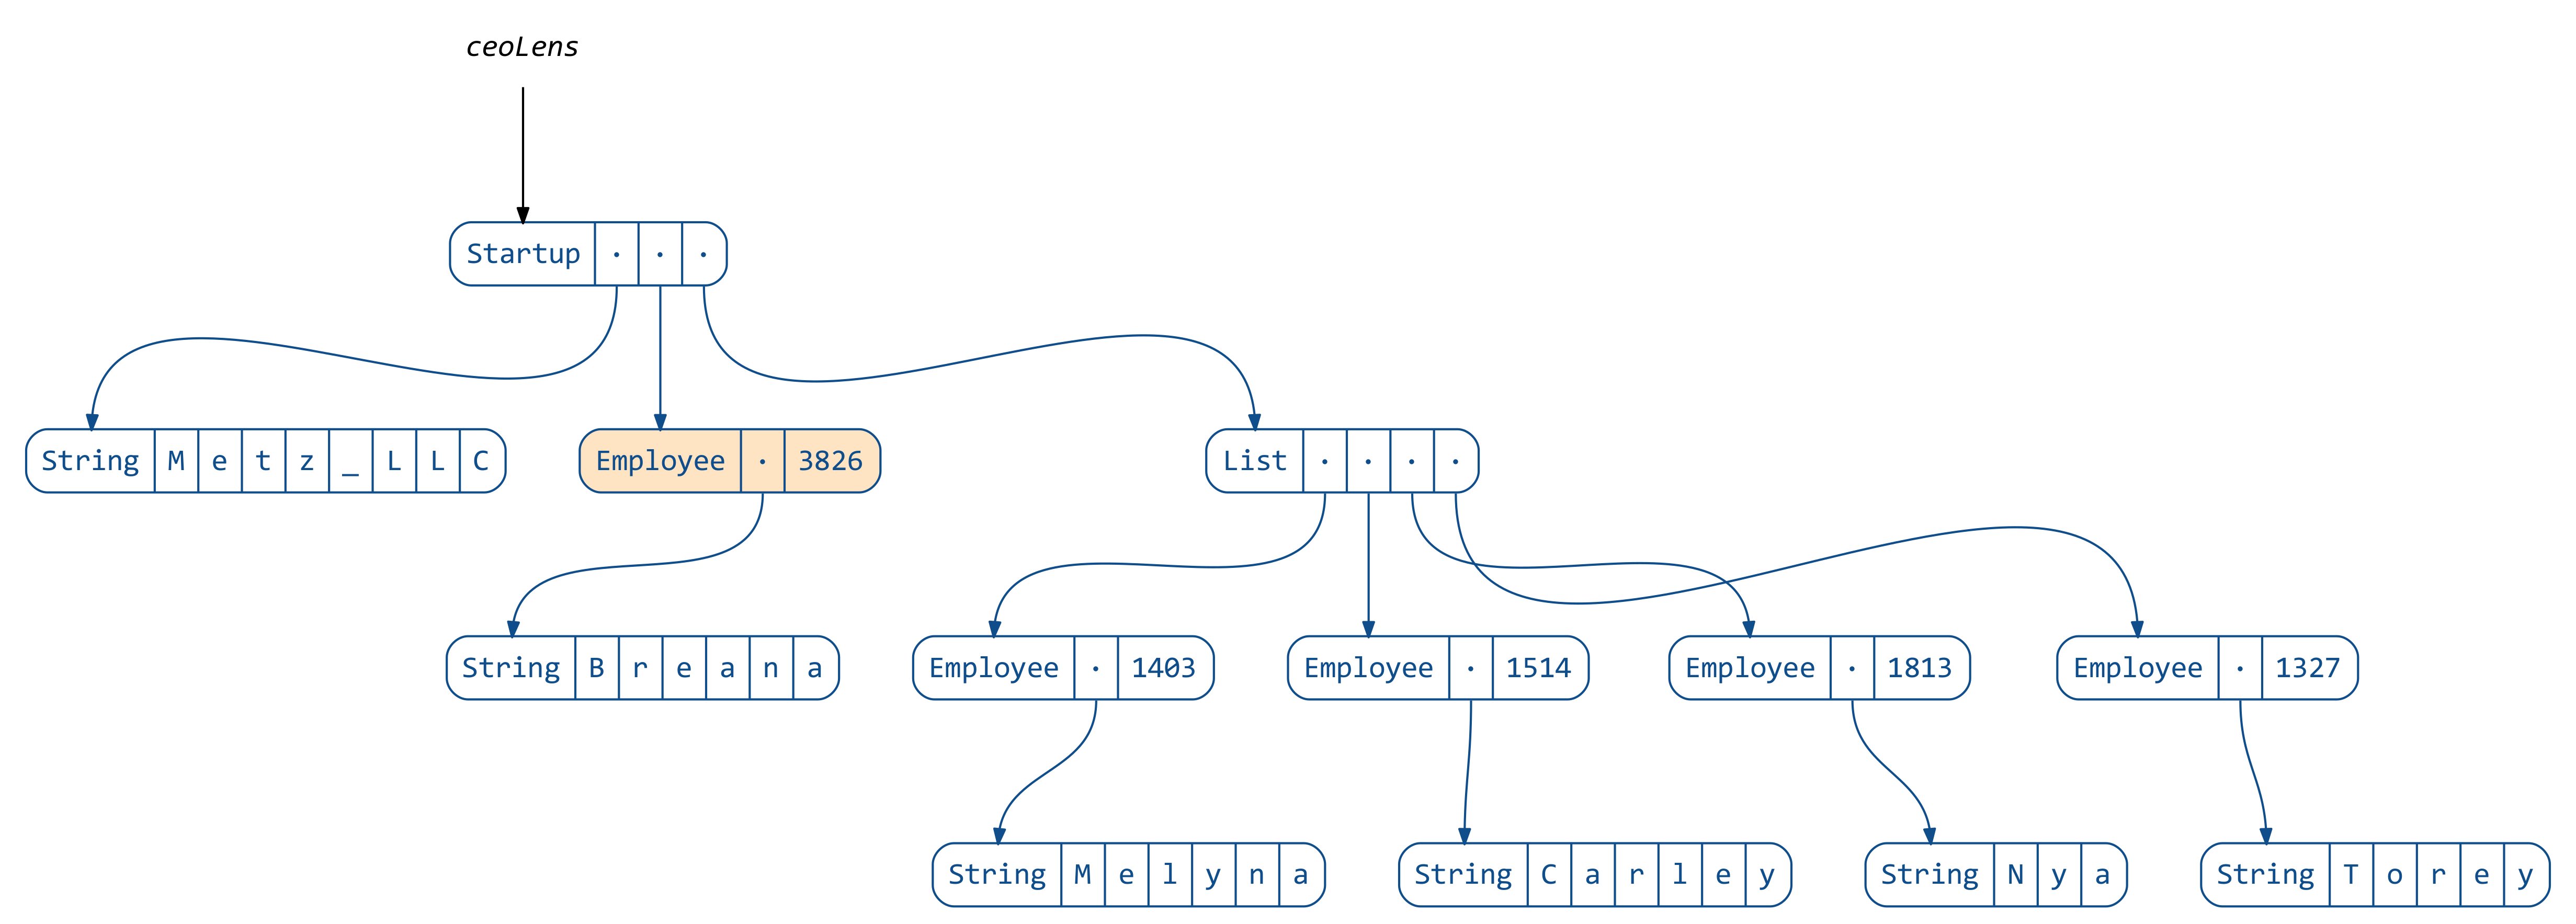 ceoLens
Startup · · ·
String M e t z _ L L C
Employee · 3826
List · · · ·
String B r e a n a
Employee · 1403
Employee · 1514
Employee · 1813
Employee · 1327
String M e l y n a
String C a r l e y
String N y a
String T o r e y